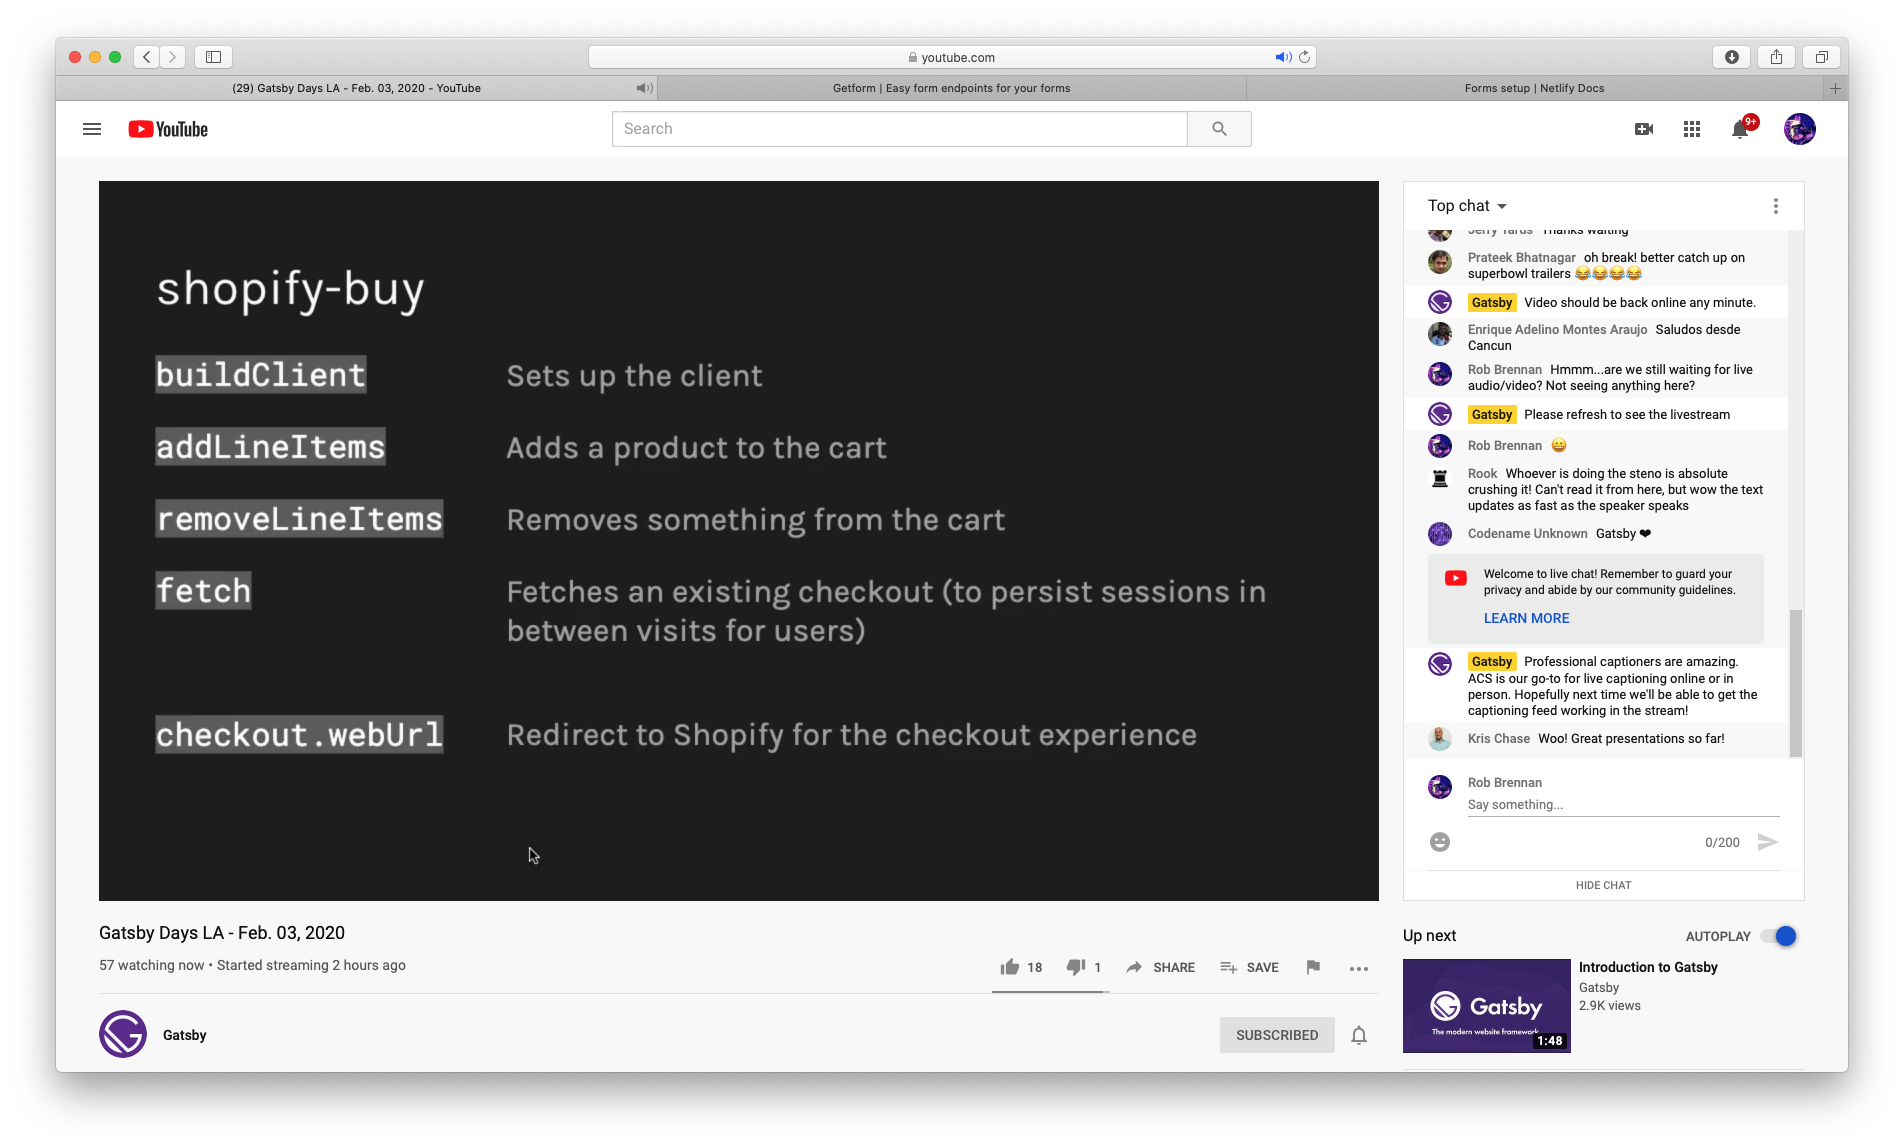 youtube.com
(29) Gatsby Days LA - Feb. 03, 2020 - YouTube
Getform | Easy form endpoints for your forms
Forms setup | Netlify Docs
YouTube
Search
9+
shopify-buy
buildClient Sets up the client
addLineItems Adds a product to the cart
removeLineItems Removes something from the cart
fetch Fetches an existing checkout (to persist sessions in
between visits for users)
checkout.webUrl Redirect to Shopify for the checkout experience
Gatsby Days LA - Feb. 03, 2020
57 watching now • Started streaming 2 hours ago
18
1
SHARE
SAVE
Gatsby
SUBSCRIBED
Top chat
Jerry Tarus Thanks waiting
Prateek Bhatnagar oh break! better catch up on
superbowl trailers 😂😂😂😂
Gatsby Video should be back online any minute.
Enrique Adelino Montes Araujo Saludos desde
Cancun
Rob Brennan Hmmm...are we still waiting for live
audio/video? Not seeing anything here?
Gatsby Please refresh to see the livestream
Rob Brennan 😀
Rook Whoever is doing the steno is absolute
crushing it! Can't read it from here, but wow the text
updates as fast as the speaker speaks
Codename Unknown Gatsby ❤
Welcome to live chat! Remember to guard your
privacy and abide by our community guidelines.
LEARN MORE
Gatsby Professional captioners are amazing.
ACS is our go-to for live captioning online or in
person. Hopefully next time we'll be able to get the
captioning feed working in the stream!
Kris Chase Woo! Great presentations so far!
Rob Brennan
Say something...
0/200
HIDE CHAT
Up next
AUTOPLAY
Gatsby
The modern website framework
1:48
Introduction to Gatsby
Gatsby
2.9K views